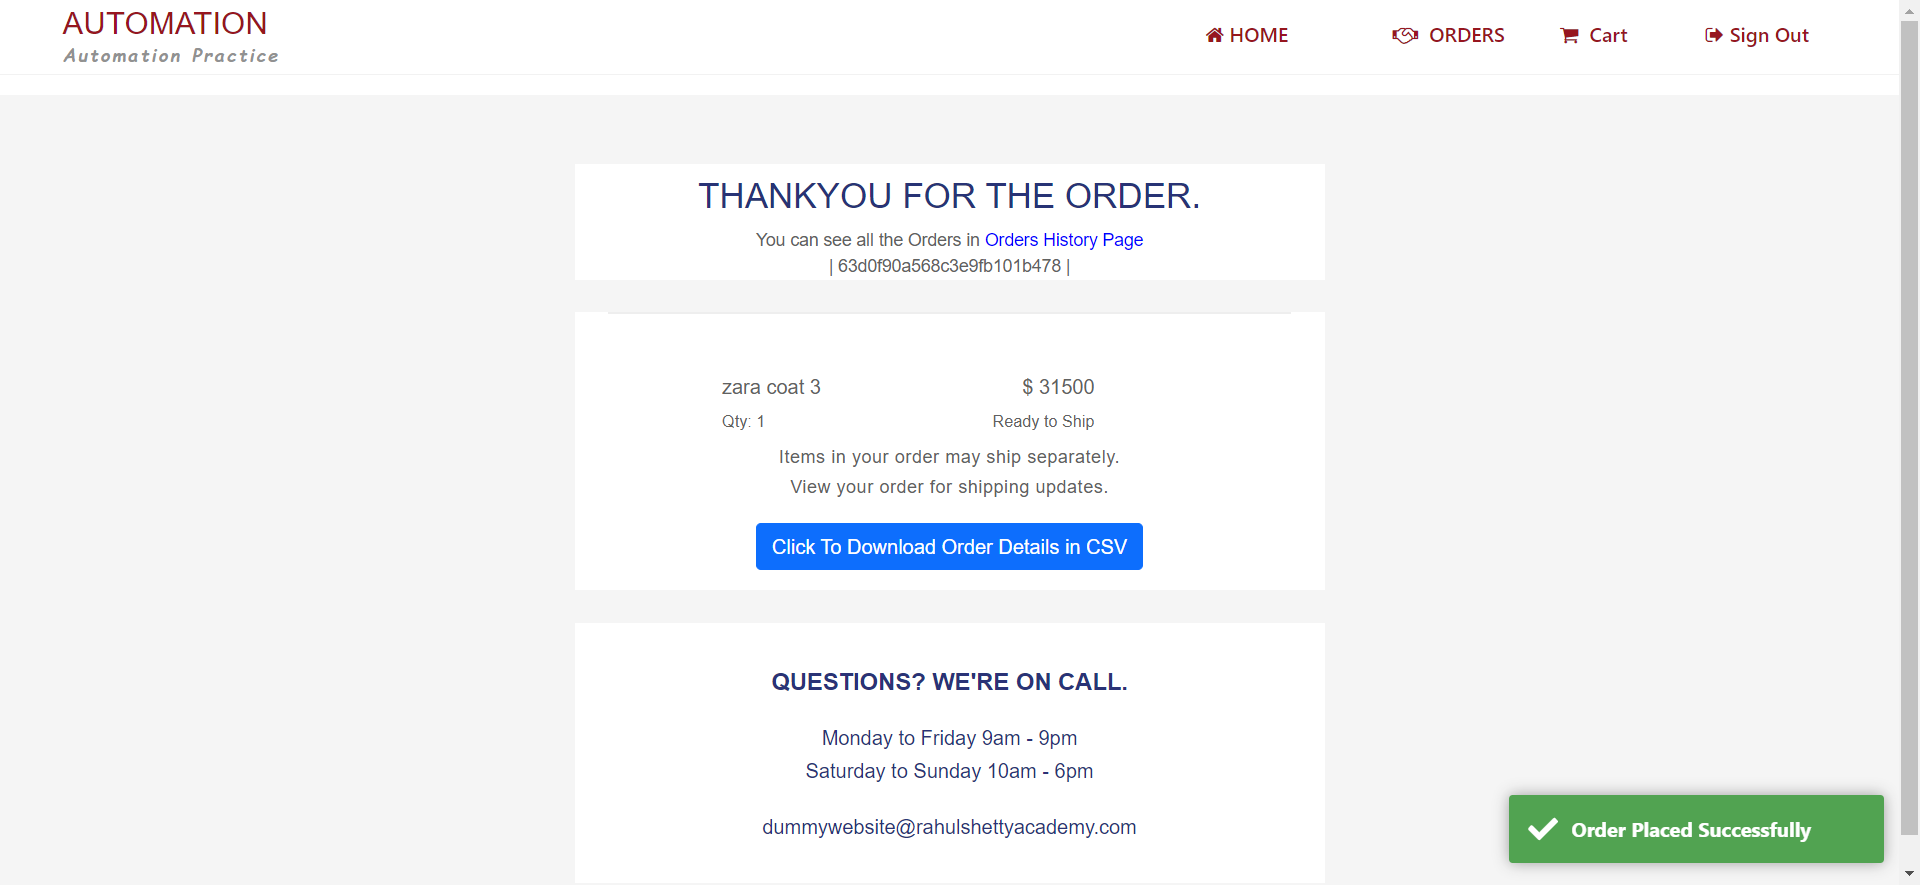 AUTOMATION
Automation Practice
HOME
ORDERS
Cart
Sign Out
THANKYOU FOR THE ORDER.
You can see all the Orders in Orders History Page
| 63d0f90a568c3e9fb101b478 |
zara coat 3
$ 31500
Qty: 1
Ready to Ship
Items in your order may ship separately.
View your order for shipping updates.
Click To Download Order Details in CSV
QUESTIONS? WE'RE ON CALL.
Monday to Friday 9am - 9pm
Saturday to Sunday 10am - 6pm
dummywebsite@rahulshettyacademy.com
Order Placed Successfully